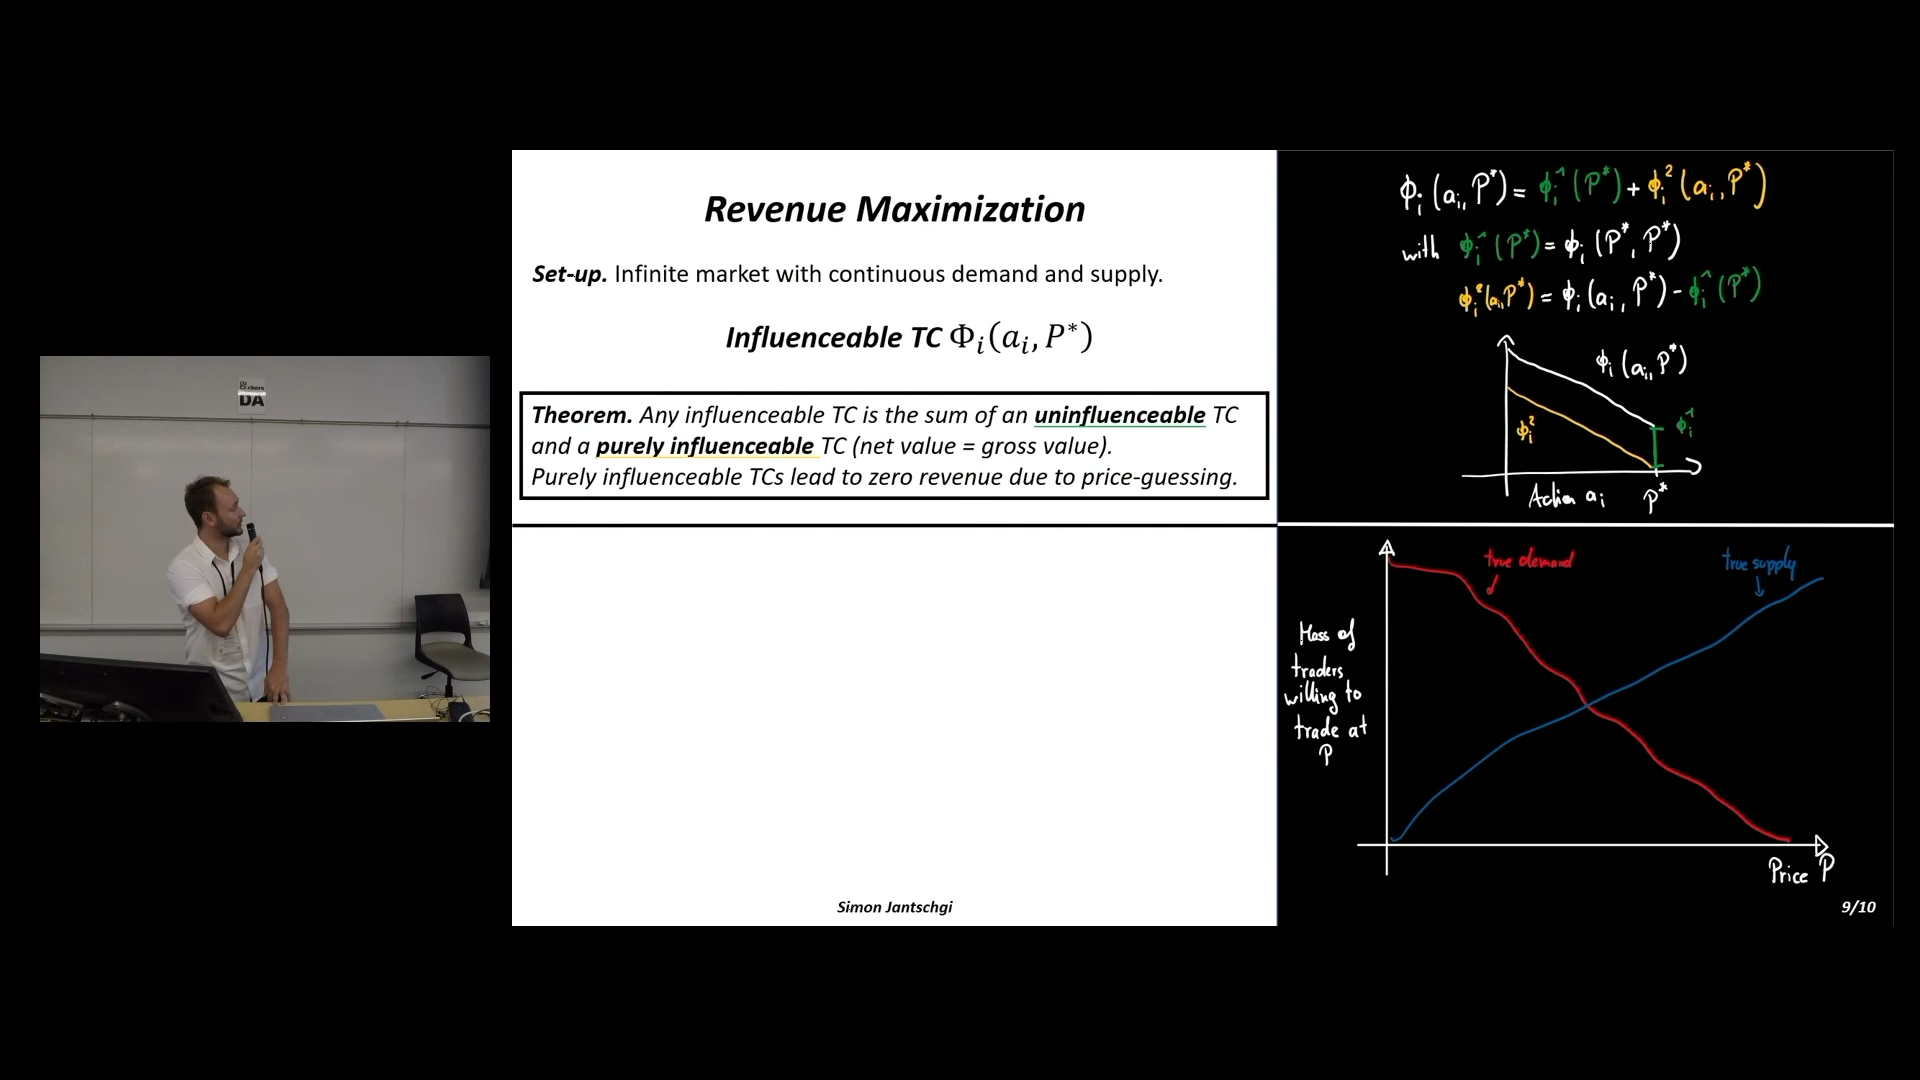 Revenue Maximization
Set-up. Infinite market with continuous demand and supply.
Influenceable TC Φᵢ(aᵢ, P*)
Theorem. Any influenceable TC is the sum of an uninfluenceable TC
and a purely influenceable TC (net value = gross value).
Purely influenceable TCs lead to zero revenue due to price-guessing.
Simon Jantschgi
ϕᵢ(aᵢ, P*) = ϕᵢ¹(P*) + ϕᵢ²(aᵢ, P*)
with ϕᵢ¹(P*) = ϕᵢ(P*, P*)
ϕᵢ²(aᵢ, P*) = ϕᵢ(aᵢ, P*) - ϕᵢ¹(P*)
ϕᵢ(aᵢ, P*)
ϕᵢ¹
ϕᵢ²
Action aᵢ P*
true demand
true supply
Mass of
traders
willing to
trade at
P
Price P
9/10
DA